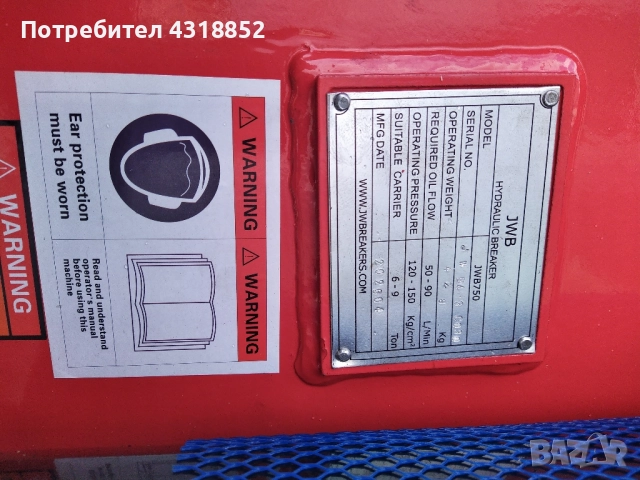 Потребител 4318852
WARNING
WARNING
Ear protection
must be worn
WARNING
Read and understand
operator's manual
before using this
machine
JWB
HYDRAULIC BREAKER
MODEL JWB750
SERIAL NO.
OPERATING WEIGHT Kg
REQUIRED OIL FLOW 50 - 90 L/Min
OPERATING PRESSURE 120 - 150 Kg/cm²
SUITABLE CARRIER 6 - 9 Ton
MFG DATE
WWW.JWBREAKERS.COM
BAZAR